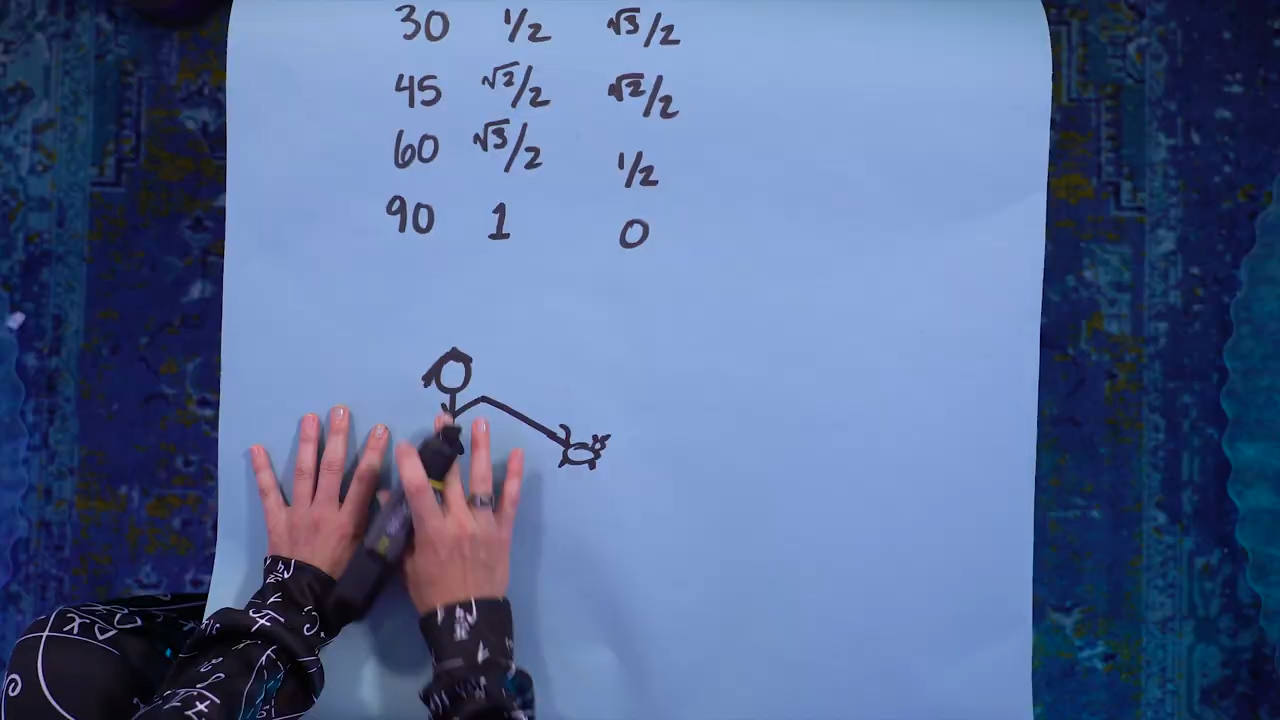 30 1/2 √3/2
45 √2/2 √2/2
60 √3/2 1/2
90 1 0